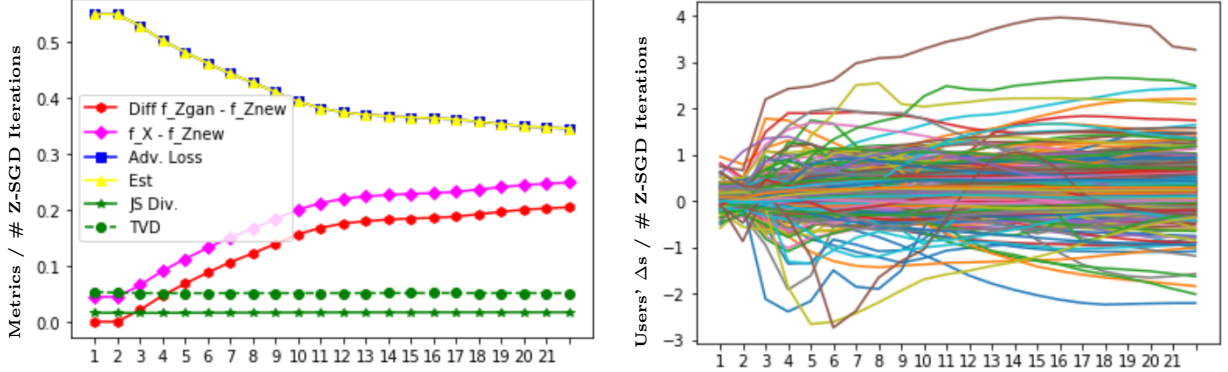 Metrics / # Z-SGD Iterations
0.5
0.4
0.3
0.2
0.1
0.0
Diff f_Zgan - f_Znew
f_X - f_Znew
Adv. Loss
Est
JS Div.
TVD
1 2 3 4 5 6 7 8 9 10 11 12 13 14 15 16 17 18 19 20 21
Users' Δs / # Z-SGD Iterations
4
3
2
1
0
−1
−2
−3
1 2 3 4 5 6 7 8 9 10 11 12 13 14 15 16 17 18 19 20 21